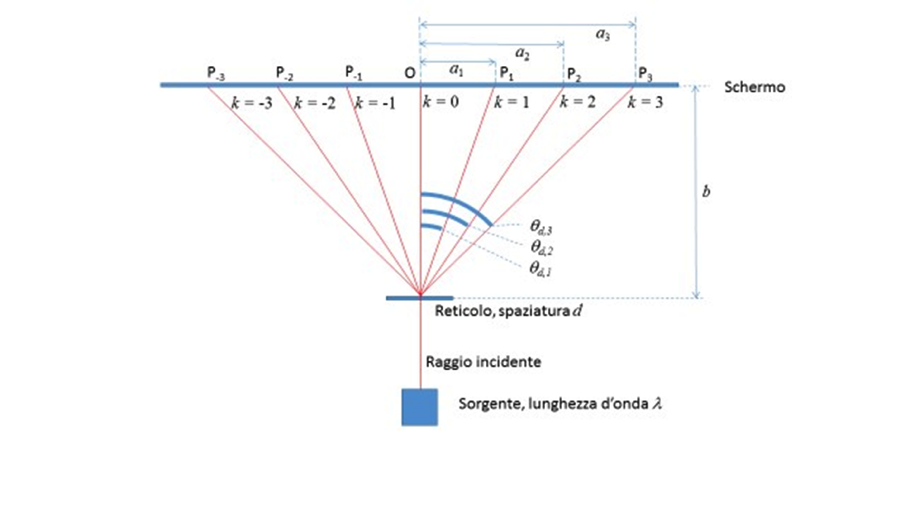 a₃
a₂
a₁
P₋₃ P₋₂ P₋₁ O P₁ P₂ P₃
Schermo
k = -3 k = -2 k = -1 k = 0 k = 1 k = 2 k = 3
b
θd,3
θd,2
θd,1
Reticolo, spaziatura d
Raggio incidente
Sorgente, lunghezza d'onda λ